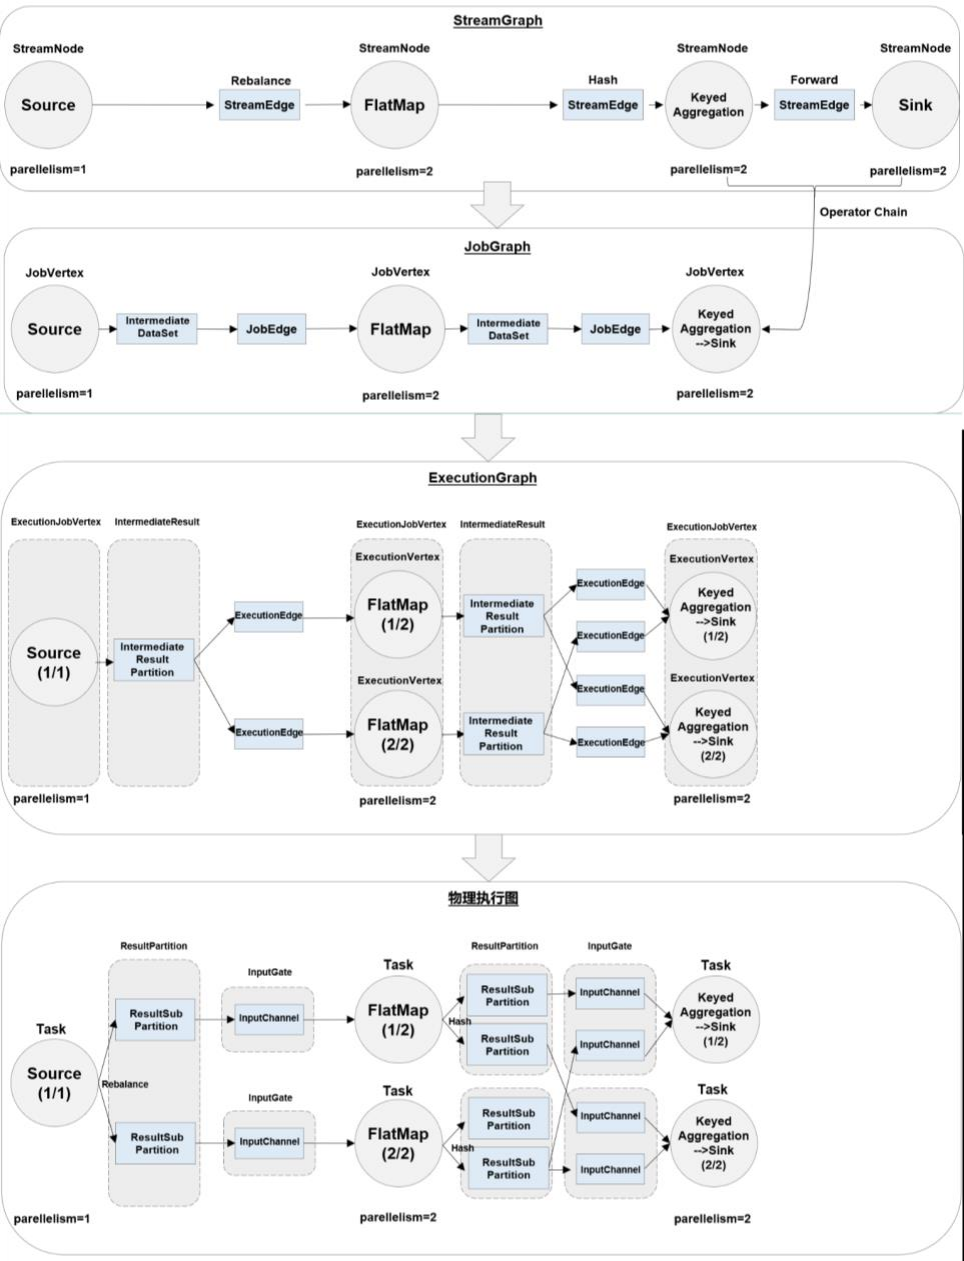 StreamGraph
StreamNode
StreamNode
StreamNode
StreamNode
Rebalance
Hash
Forward
Source
StreamEdge
FlatMap
StreamEdge
Keyed
Aggregation
StreamEdge
Sink
parellelism=1
parellelism=2
parellelism=2
parellelism=2
Operator Chain
JobGraph
JobVertex
JobVertex
JobVertex
Source
Intermediate
DataSet
JobEdge
FlatMap
Intermediate
DataSet
JobEdge
Keyed
Aggregation
-->Sink
parellelism=1
parellelism=2
parellelism=2
ExecutionGraph
ExecutionJobVertex
IntermediateResult
ExecutionJobVertex
IntermediateResult
ExecutionJobVertex
Source
(1/1)
Intermediate
Result
Partition
ExecutionEdge
ExecutionEdge
ExecutionVertex
FlatMap
(1/2)
ExecutionVertex
FlatMap
(2/2)
Intermediate
Result
Partition
Intermediate
Result
Partition
ExecutionEdge
ExecutionEdge
ExecutionEdge
ExecutionEdge
ExecutionVertex
Keyed
Aggregation
-->Sink
(1/2)
ExecutionVertex
Keyed
Aggregation
-->Sink
(2/2)
parellelism=1
parellelism=2
parellelism=2
物理执行图
ResultPartition
ResultPartition
InputGate
Task
Source
(1/1)
Rebalance
ResultSub
Partition
ResultSub
Partition
InputGate
InputChannel
InputGate
InputChannel
Task
FlatMap
(1/2)
Hash
Task
FlatMap
(2/2)
Hash
ResultSub
Partition
ResultSub
Partition
ResultSub
Partition
ResultSub
Partition
InputChannel
InputChannel
InputChannel
InputChannel
Task
Keyed
Aggregation
-->Sink
(1/2)
Task
Keyed
Aggregation
-->Sink
(2/2)
parellelism=1
parellelism=2
parellelism=2